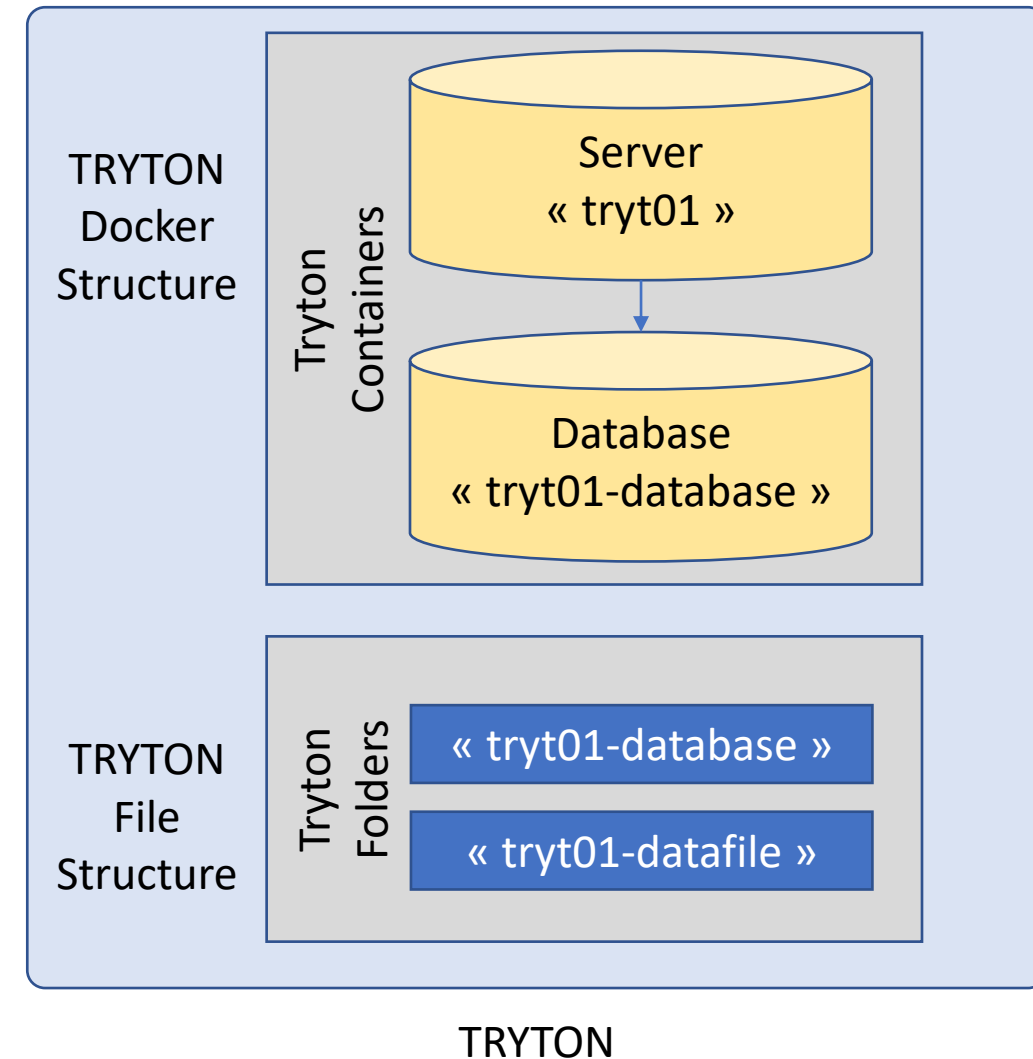 TRYTON
Docker
Structure
Tryton
Containers
Server
« tryt01 »
Database
« tryt01-database »
TRYTON
File
Structure
Tryton
Folders
« tryt01-database »
« tryt01-datafile »
TRYTON